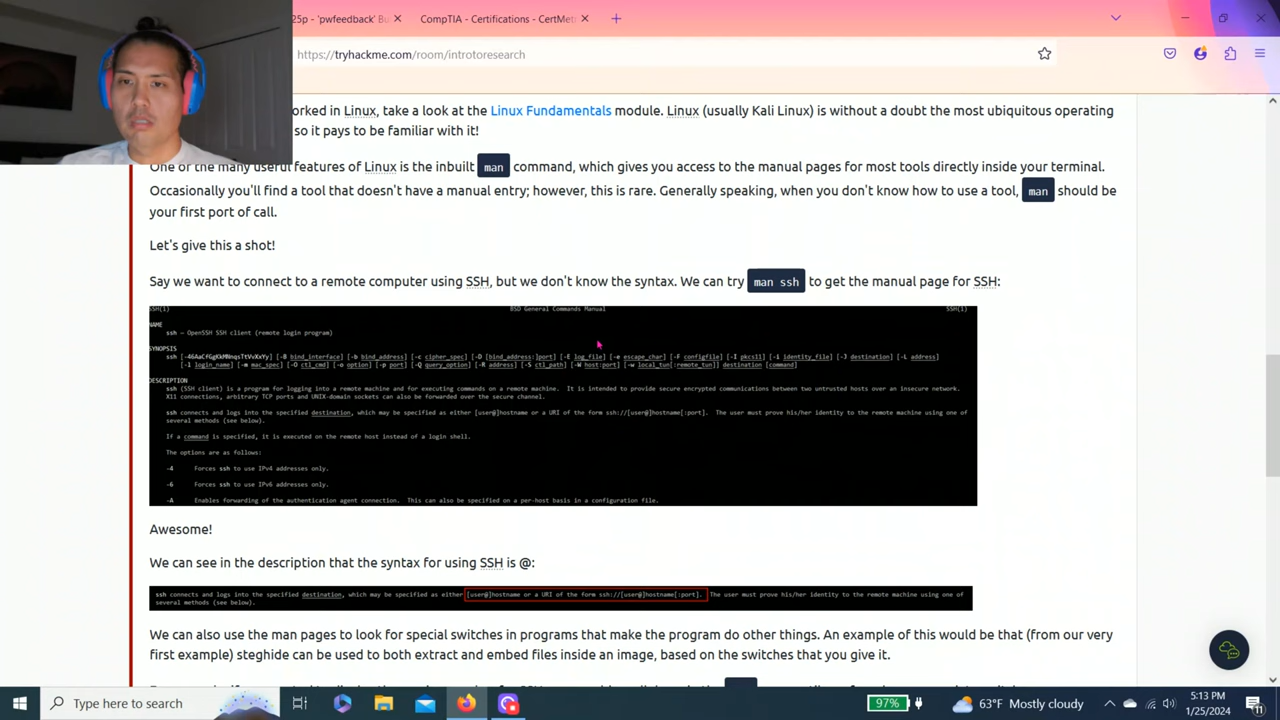 25p - 'pwfeedback' Bu
CompTIA - Certifications - CertMet
https://tryhackme.com/room/introtoresearch
orked in Linux, take a look at the Linux Fundamentals module. Linux (usually Kali Linux) is without a doubt the most ubiquitous operating
so it pays to be familiar with it!
One of the many useful features of Linux is the inbuilt man command, which gives you access to the manual pages for most tools directly inside your terminal.
Occasionally you'll find a tool that doesn't have a manual entry; however, this is rare. Generally speaking, when you don't know how to use a tool, man should be
your first port of call.
Let's give this a shot!
Say we want to connect to a remote computer using SSH, but we don't know the syntax. We can try man ssh to get the manual page for SSH:
SSH(1) BSD General Commands Manual SSH(1)
NAME
ssh — OpenSSH SSH client (remote login program)
SYNOPSIS
ssh [-46AaCfGgKkMNnqsTtVvXxYy] [-B bind_interface] [-b bind_address] [-c cipher_spec] [-D [bind_address:]port] [-E log_file] [-e escape_char] [-F configfile] [-I pkcs11] [-i identity_file] [-J destination] [-L address]
[-l login_name] [-m mac_spec] [-O ctl_cmd] [-o option] [-p port] [-Q query_option] [-R address] [-S ctl_path] [-W host:port] [-w local_tun[:remote_tun]] destination [command]
DESCRIPTION
ssh (SSH client) is a program for logging into a remote machine and for executing commands on a remote machine. It is intended to provide secure encrypted communications between two untrusted hosts over an insecure network.
X11 connections, arbitrary TCP ports and UNIX-domain sockets can also be forwarded over the secure channel.
ssh connects and logs into the specified destination, which may be specified as either [user@]hostname or a URI of the form ssh://[user@]hostname[:port]. The user must prove his/her identity to the remote machine using one of
several methods (see below).
If a command is specified, it is executed on the remote host instead of a login shell.
The options are as follows:
-4 Forces ssh to use IPv4 addresses only.
-6 Forces ssh to use IPv6 addresses only.
-A Enables forwarding of the authentication agent connection. This can also be specified on a per-host basis in a configuration file.
Awesome!
We can see in the description that the syntax for using SSH is @:
ssh connects and logs into the specified destination, which may be specified as either [user@]hostname or a URI of the form ssh://[user@]hostname[:port]. The user must prove his/her identity to the remote machine using one of
several methods (see below).
We can also use the man pages to look for special switches in programs that make the program do other things. An example of this would be that (from our very
first example) steghide can be used to both extract and embed files inside an image, based on the switches that you give it.
Type here to search
97%
63°F Mostly cloudy
5:13 PM
1/25/2024
11